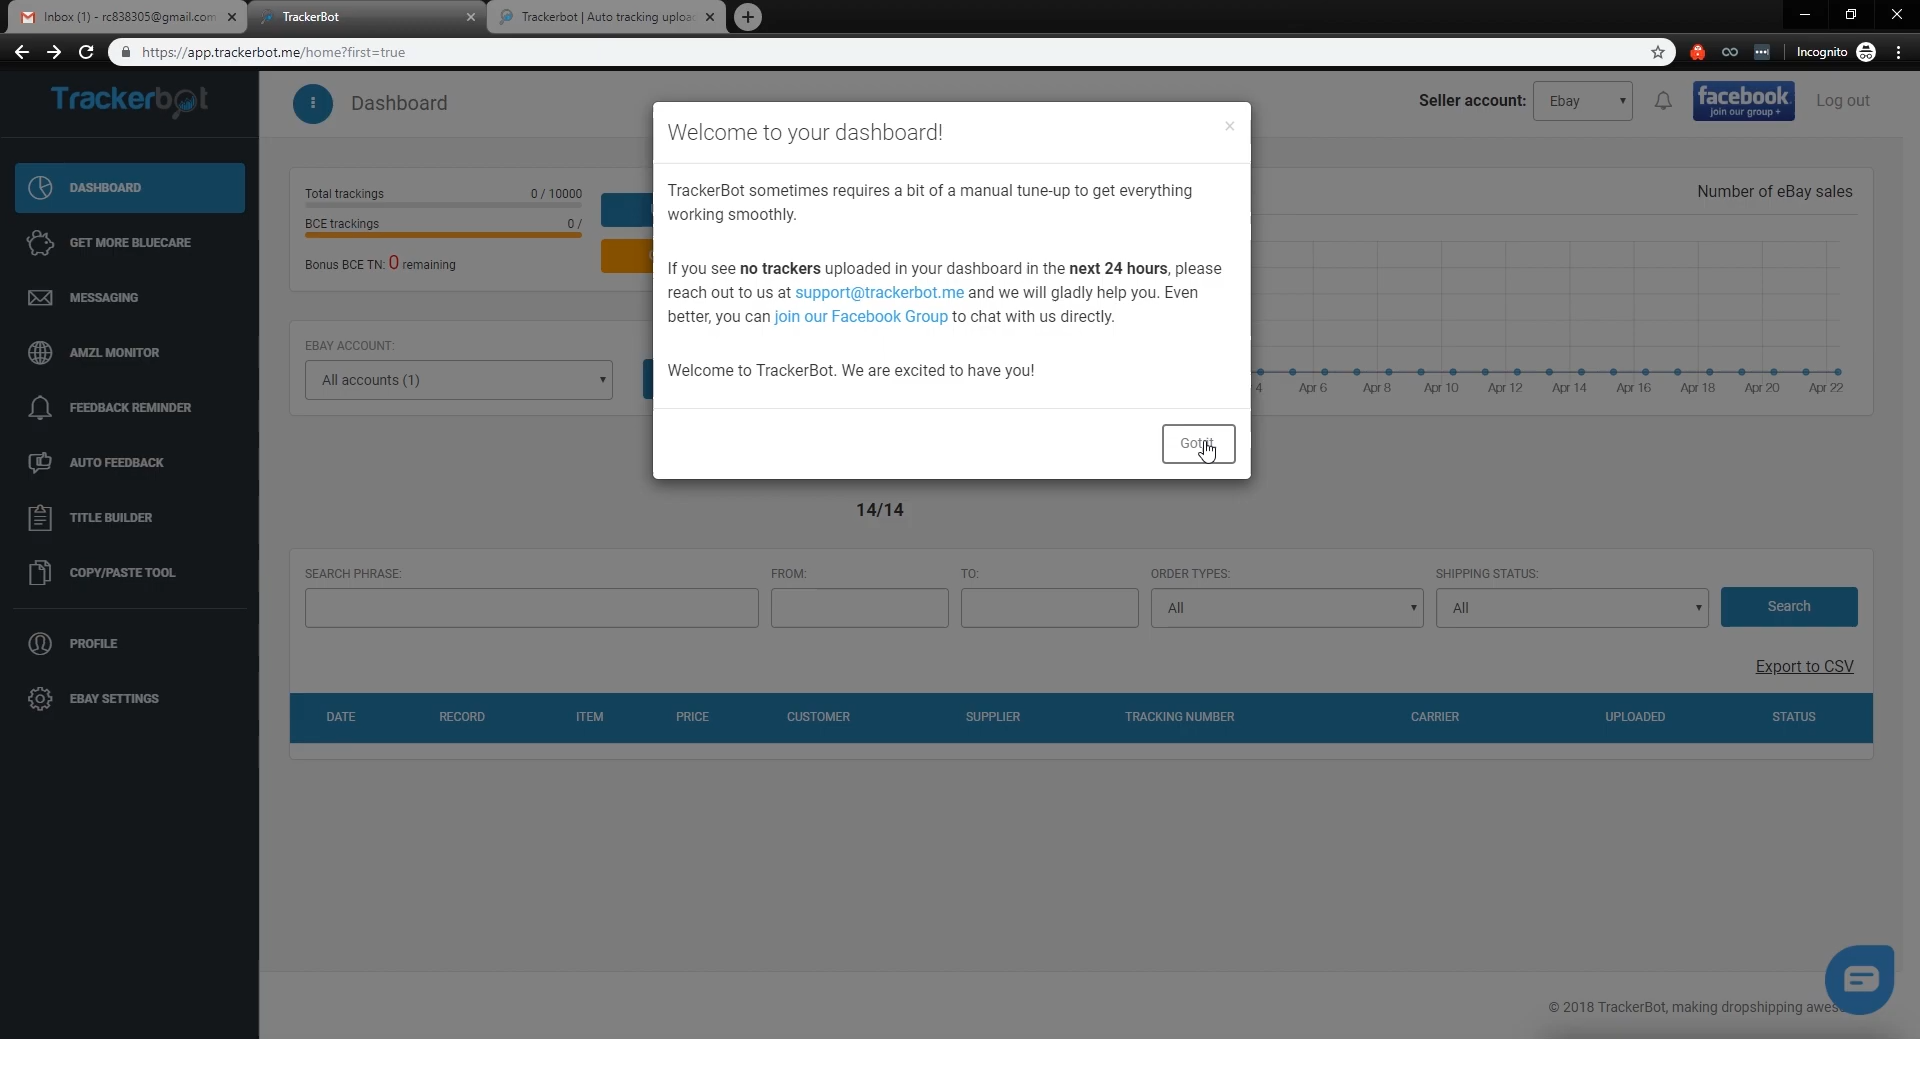 Inbox (1) - rc838305@gmail.com
TrackerBot
Trackerbot | Auto tracking uploa
https://app.trackerbot.me/home?first=true
Incognito
Trackerbot
Dashboard
Seller account:
Ebay
facebook
join our group +
Log out
DASHBOARD
GET MORE BLUECARE
MESSAGING
AMZL MONITOR
FEEDBACK REMINDER
AUTO FEEDBACK
TITLE BUILDER
COPY/PASTE TOOL
PROFILE
EBAY SETTINGS
Total trackings 0 / 10000
BCE trackings 0 /
Bonus BCE TN: 0 remaining
EBAY ACCOUNT:
All accounts (1)
Number of eBay sales
4 Apr 6 Apr 8 Apr 10 Apr 12 Apr 14 Apr 16 Apr 18 Apr 20 Apr 22
Welcome to your dashboard!
×
TrackerBot sometimes requires a bit of a manual tune-up to get everything
working smoothly.
If you see no trackers uploaded in your dashboard in the next 24 hours, please
reach out to us at support@trackerbot.me and we will gladly help you. Even
better, you can join our Facebook Group to chat with us directly.
Welcome to TrackerBot. We are excited to have you!
Got it
14/14
SEARCH PHRASE: FROM: TO: ORDER TYPES: SHIPPING STATUS:
All All Search
Export to CSV
DATE RECORD ITEM PRICE CUSTOMER SUPPLIER TRACKING NUMBER CARRIER UPLOADED STATUS
© 2018 TrackerBot, making dropshipping awes